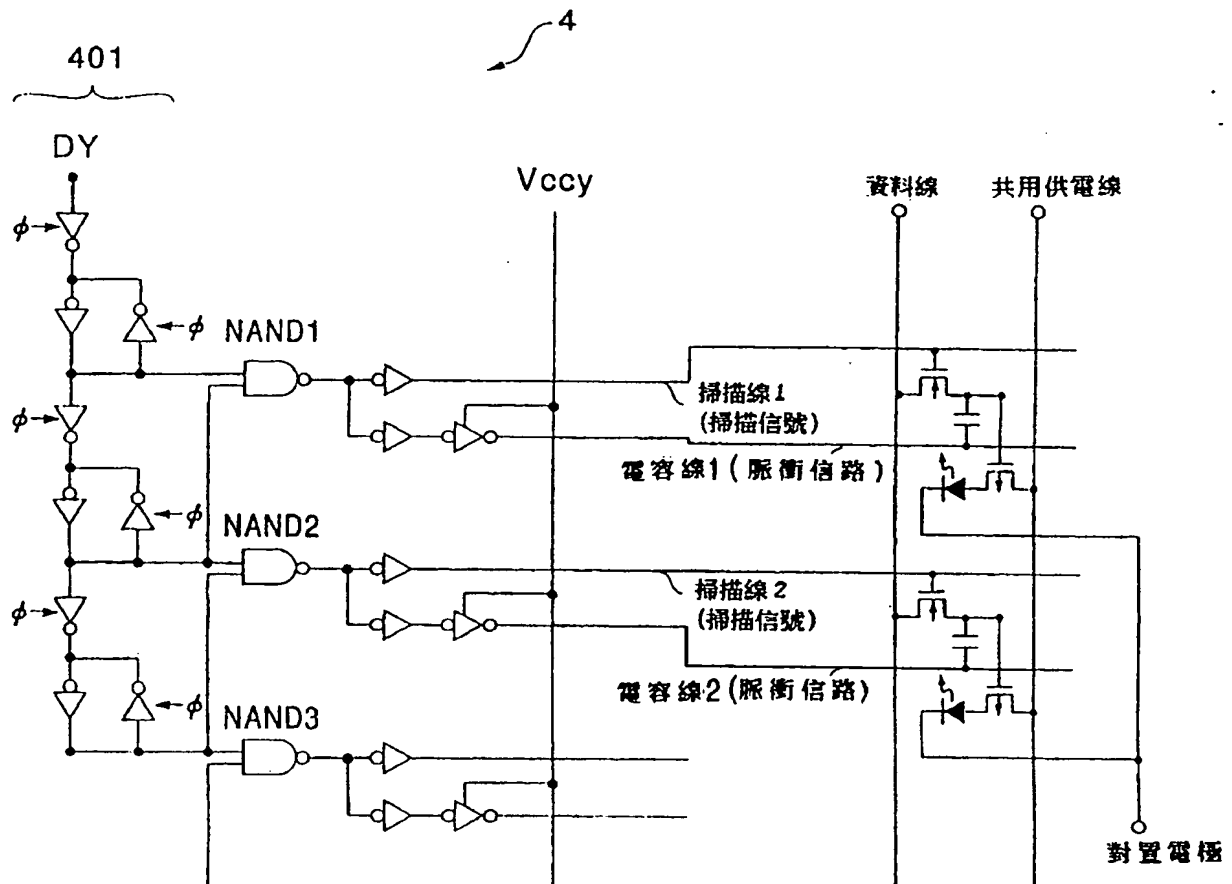 4
401
DY
Vccy
資料線
共用供電線
φ
φ
NAND1
掃描線1
(掃描信號)
φ
電容線1(脈衝信路)
φ
NAND2
掃描線2
(掃描信號)
φ
電容線2(脈衝信路)
φ
NAND3
對置電極